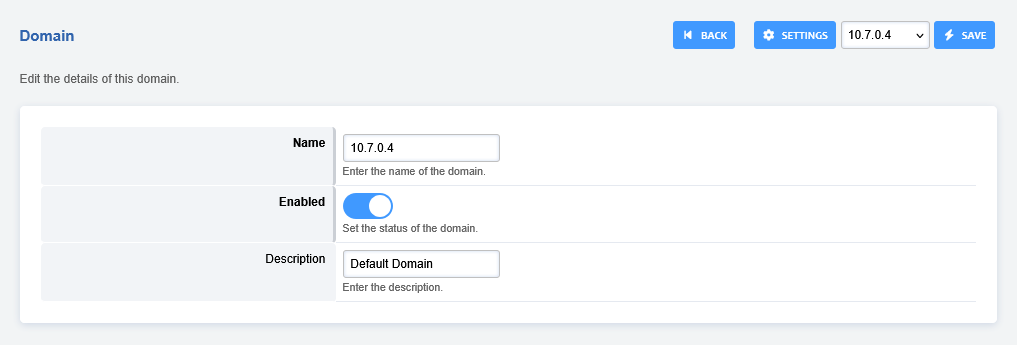 Domain
BACK
SETTINGS
10.7.0.4
SAVE
Edit the details of this domain.
Name
10.7.0.4
Enter the name of the domain.
Enabled
Set the status of the domain.
Description
Default Domain
Enter the description.